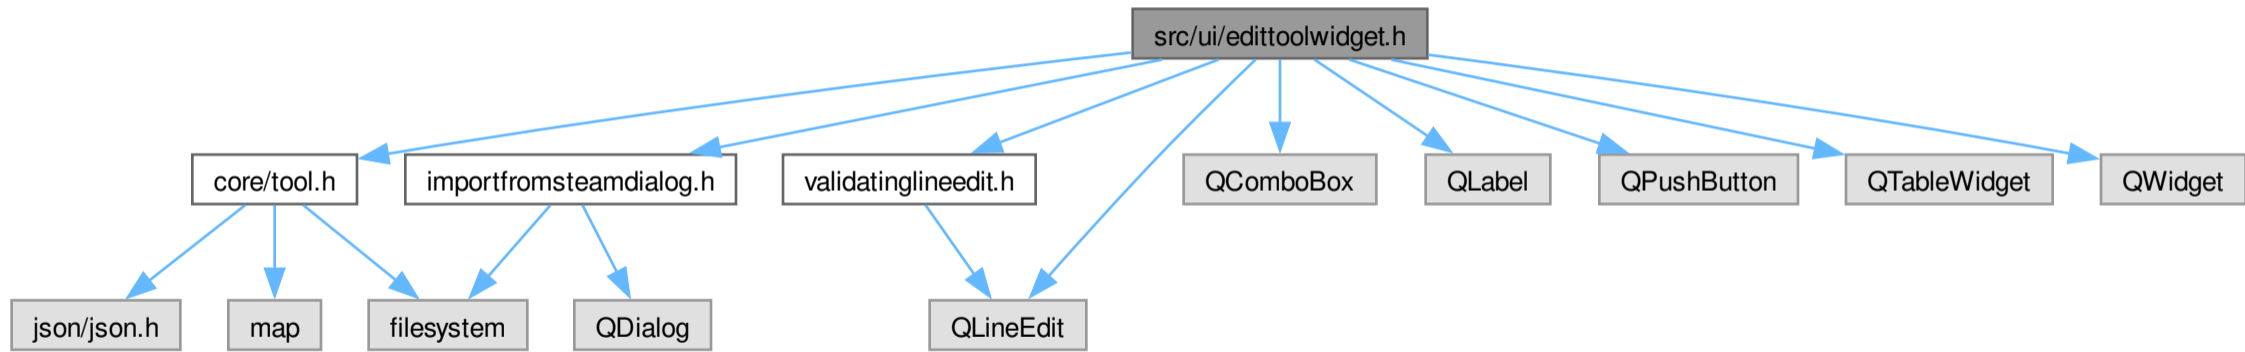 src/ui/edittoolwidget.h
core/tool.h
importfromsteamdialog.h
validatinglineedit.h
QComboBox
QLabel
QPushButton
QTableWidget
QWidget
json/json.h
map
filesystem
QDialog
QLineEdit